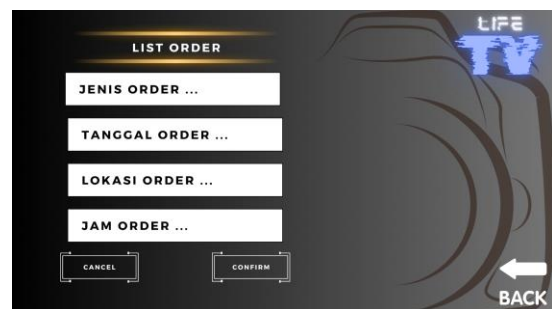 LIST ORDER
LIFE
TV
JENIS ORDER ...
TANGGAL ORDER ...
LOKASI ORDER ...
JAM ORDER ...
CANCEL
CONFIRM
BACK